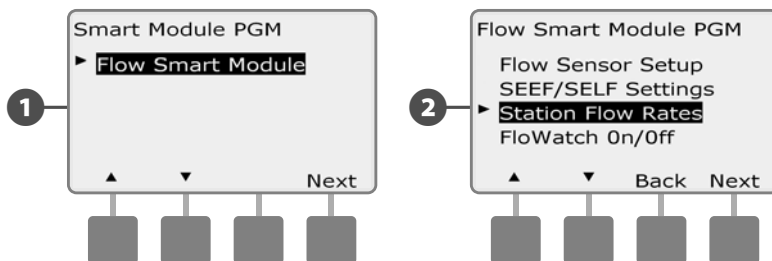 Smart Module PGM
► Flow Smart Module
1
▲ ▼ Next
Flow Smart Module PGM
Flow Sensor Setup
SEEF/SELF Settings
2
► Station Flow Rates
FloWatch 0n/0ff
▲ ▼ Back Next